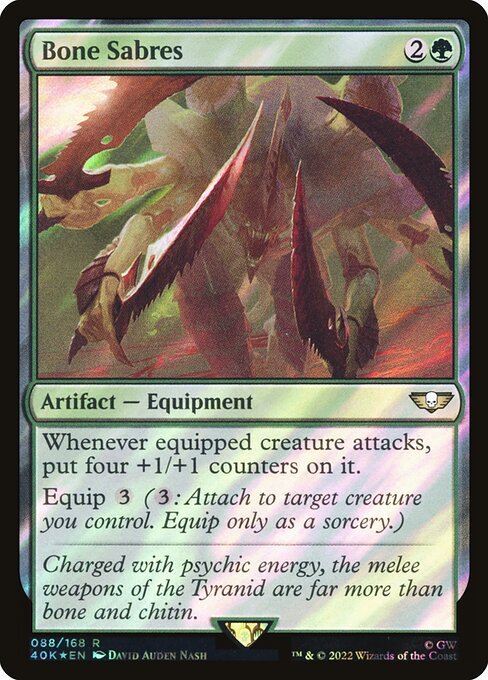 Bone Sabres 2
Artifact — Equipment
Whenever equipped creature attacks,
put four +1/+1 counters on it.
Equip 3 (3: Attach to target creature
you control. Equip only as a sorcery.)
Charged with psychic energy, the melee
weapons of the Tyranid are far more than
bone and chitin.
088/168 R © GW
40K★EN David Auden Nash ™ & © 2022 Wizards of the Coast